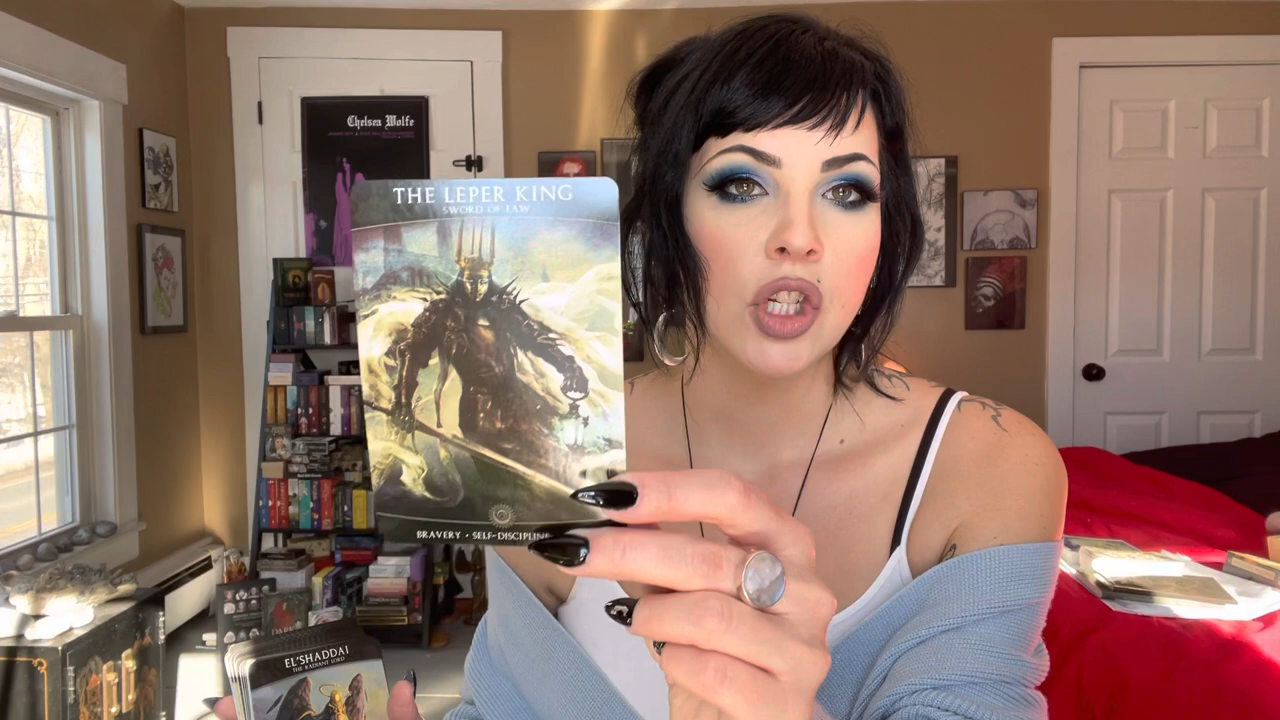 Chelsea Wolfe
THE LEPER KING
SWORD OF LAW
BRAVERY • SELF-DISCIPLINE
EL'SHADDAI
THE RADIANT LORD